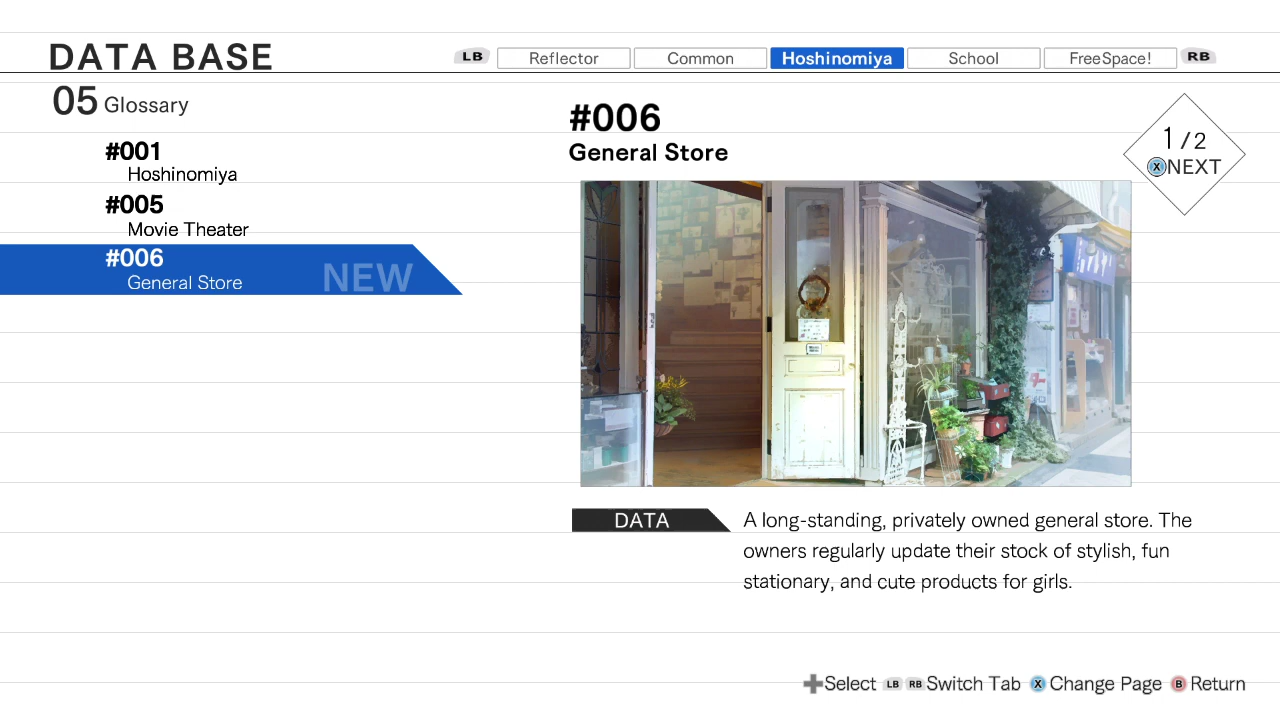 DATA BASE
LB Reflector Common Hoshinomiya School FreeSpace! RB
05 Glossary
#001
Hoshinomiya
#005
Movie Theater
#006
General Store NEW
#006
General Store
1/2
X NEXT
DATA
A long-standing, privately owned general store. The
owners regularly update their stock of stylish, fun
stationary, and cute products for girls.
Select LB RB Switch Tab X Change Page B Return